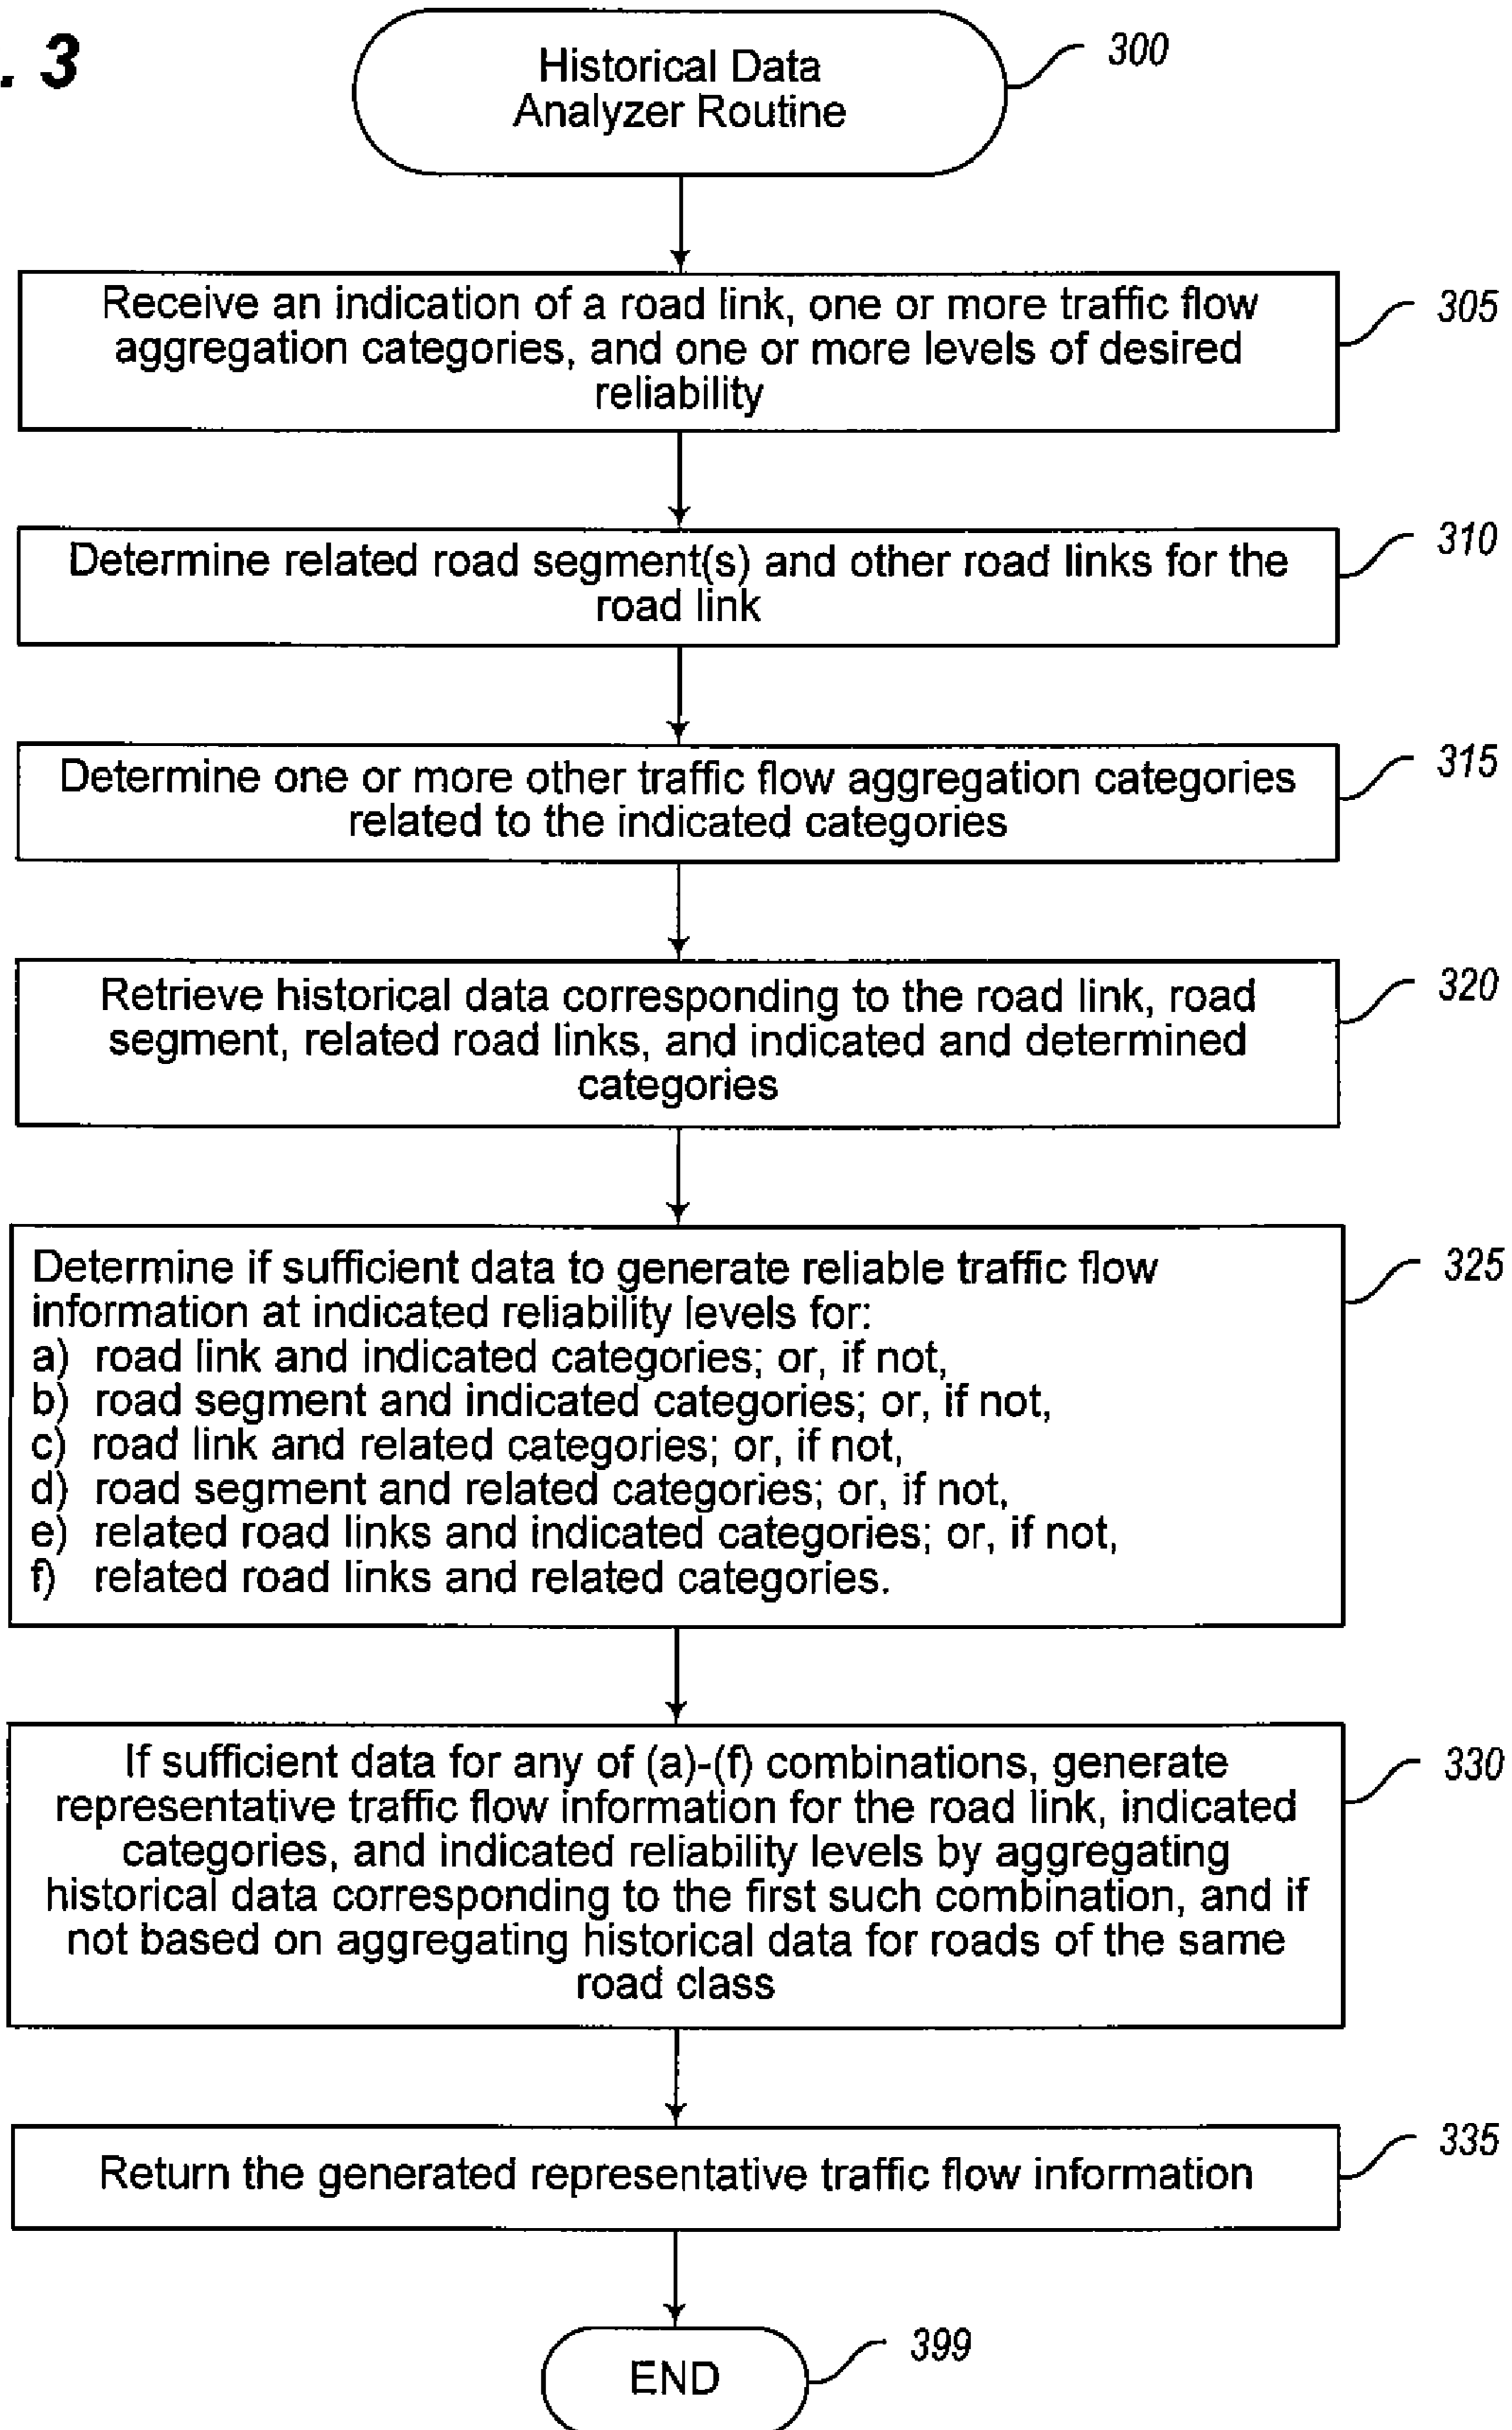 . 3
Historical Data
Analyzer Routine
300
Receive an indication of a road link, one or more traffic flow
aggregation categories, and one or more levels of desired
reliability
305
Determine related road segment(s) and other road links for the
road link
310
Determine one or more other traffic flow aggregation categories
related to the indicated categories
315
Retrieve historical data corresponding to the road link, road
segment, related road links, and indicated and determined
categories
320
Determine if sufficient data to generate reliable traffic flow
information at indicated reliability levels for:
a) road link and indicated categories; or, if not,
b) road segment and indicated categories; or, if not,
c) road link and related categories; or, if not,
d) road segment and related categories; or, if not,
e) related road links and indicated categories; or, if not,
f) related road links and related categories.
325
If sufficient data for any of (a)-(f) combinations, generate
representative traffic flow information for the road link, indicated
categories, and indicated reliability levels by aggregating
historical data corresponding to the first such combination, and if
not based on aggregating historical data for roads of the same
road class
330
Return the generated representative traffic flow information
335
END
399